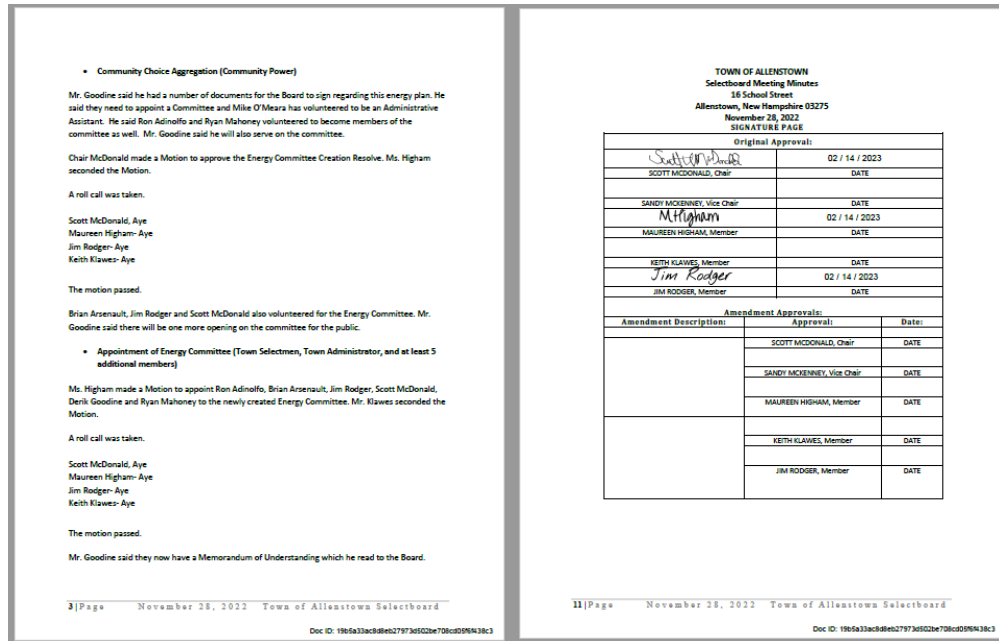 • Community Choice Aggregation (Community Power)
Mr. Goodine said he had a number of documents for the Board to sign regarding this energy plan. He
said they need to appoint a Committee and Mike O'Meara has volunteered to be an Administrative
Assistant. He said Ron Adinolfo and Ryan Mahoney volunteered to become members of the
committee as well. Mr. Goodine said he will also serve on the committee.
Chair McDonald made a Motion to approve the Energy Committee Creation Resolve. Ms. Higham
seconded the Motion.
A roll call was taken.
Scott McDonald, Aye
Maureen Higham- Aye
Jim Rodger- Aye
Keith Klawes- Aye
The motion passed.
Brian Arsenault, Jim Rodger and Scott McDonald also volunteered for the Energy Committee. Mr.
Goodine said there will be one more opening on the committee for the public.
• Appointment of Energy Committee (Town Selectmen, Town Administrator, and at least 5
additional members)
Ms. Higham made a Motion to appoint Ron Adinolfo, Brian Arsenault, Jim Rodger, Scott McDonald,
Derik Goodine and Ryan Mahoney to the newly created Energy Committee. Mr. Klawes seconded the
Motion.
A roll call was taken.
Scott McDonald, Aye
Maureen Higham- Aye
Jim Rodger- Aye
Keith Klawes- Aye
The motion passed.
Mr. Goodine said they now have a Memorandum of Understanding which he read to the Board.
3|Page November 28, 2022 Town of Allenstown Selectboard
Doc ID: 19b5a33ac8d8eb27973d502be708cd05f6f438c3
TOWN OF ALLENSTOWN
Selectboard Meeting Minutes
16 School Street
Allenstown, New Hampshire 03275
November 28, 2022
SIGNATURE PAGE
Original Approval:
Scott McDonald 02 / 14 / 2023
SCOTT MCDONALD, Chair DATE
SANDY MCKENNEY, Vice Chair DATE
MHigham 02 / 14 / 2023
MAUREEN HIGHAM, Member DATE
KEITH KLAWES, Member DATE
Jim Rodger 02 / 14 / 2023
JIM RODGER, Member DATE
Amendment Approvals:
Amendment Description: Approval: Date:
SCOTT MCDONALD, Chair DATE
SANDY MCKENNEY, Vice Chair DATE
MAUREEN HIGHAM, Member DATE
KEITH KLAWES, Member DATE
JIM RODGER, Member DATE
11|Page November 28, 2022 Town of Allenstown Selectboard
Doc ID: 19b5a33ac8d8eb27973d502be708cd05f6f438c3